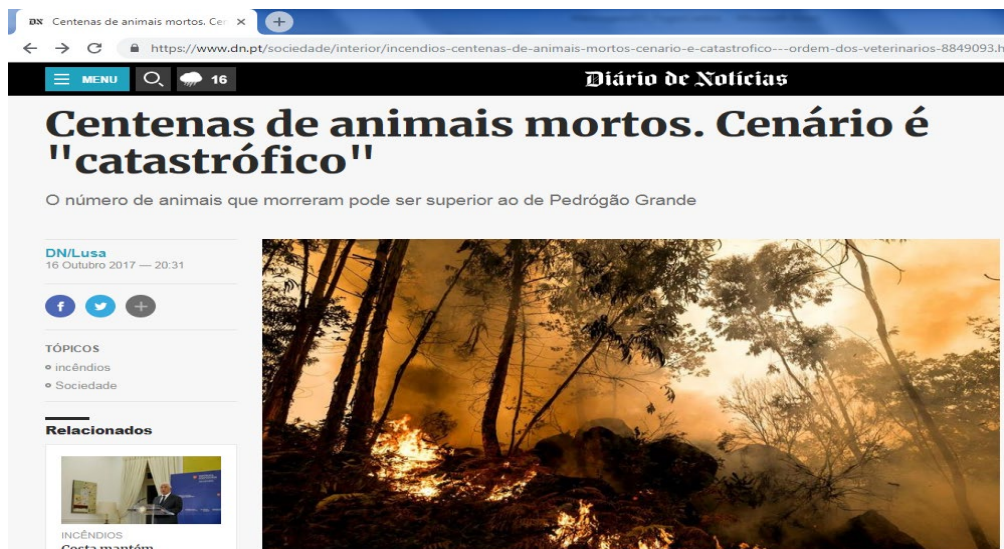 DN Centenas de animais mortos. Cen
https://www.dn.pt/sociedade/interior/incendios-centenas-de-animais-mortos-cenario-e-catastrofico---ordem-dos-veterinarios-8849093.h
MENU 16 Diário de Notícias
Centenas de animais mortos. Cenário é
"catastrófico"
O número de animais que morreram pode ser superior ao de Pedrógão Grande
DN/Lusa
16 Outubro 2017 — 20:31
TÓPICOS
incêndios
Sociedade
Relacionados
INCÊNDIOS
Costa mantém